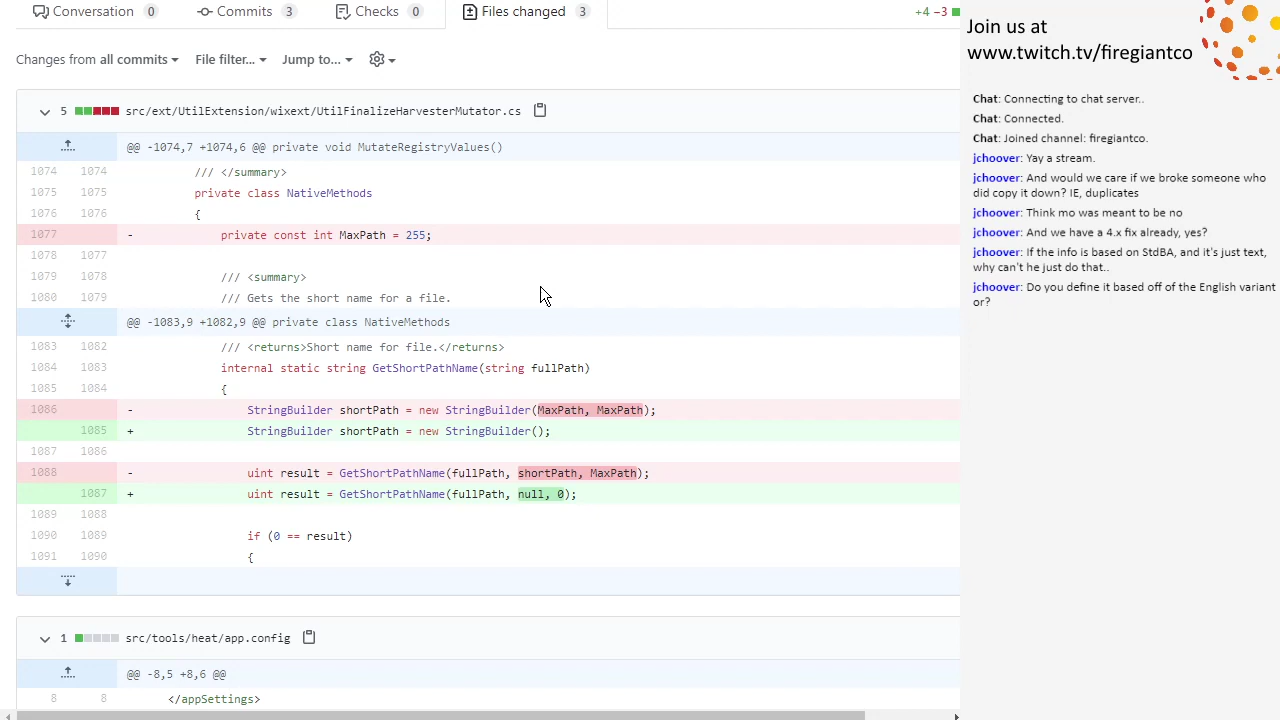 Conversation 0
Commits 3
Checks 0
Files changed 3
+4 −3
Changes from all commits
File filter...
Jump to...
5 src/ext/UtilExtension/wixext/UtilFinalizeHarvesterMutator.cs
@@ -1074,7 +1074,6 @@ private void MutateRegistryValues()
1074 1074 /// </summary>
1075 1075 private class NativeMethods
1076 1076 {
1077 - private const int MaxPath = 255;
1078 1077
1079 1078 /// <summary>
1080 1079 /// Gets the short name for a file.
@@ -1083,9 +1082,9 @@ private class NativeMethods
1083 1082 /// <returns>Short name for file.</returns>
1084 1083 internal static string GetShortPathName(string fullPath)
1085 1084 {
1086 - StringBuilder shortPath = new StringBuilder(MaxPath, MaxPath);
1085 + StringBuilder shortPath = new StringBuilder();
1087 1086
1088 - uint result = GetShortPathName(fullPath, shortPath, MaxPath);
1087 + uint result = GetShortPathName(fullPath, null, 0);
1089 1088
1090 1089 if (0 == result)
1091 1090 {
1 src/tools/heat/app.config
@@ -8,5 +8,6 @@
8 8 </appSettings>
Join us at
www.twitch.tv/firegiantco
Chat: Connecting to chat server..
Chat: Connected.
Chat: Joined channel: firegiantco.
jchoover: Yay a stream.
jchoover: And would we care if we broke someone who
did copy it down? IE, duplicates
jchoover: Think mo was meant to be no
jchoover: And we have a 4.x fix already, yes?
jchoover: If the info is based on StdBA, and it's just text,
why can't he just do that..
jchoover: Do you define it based off of the English variant
or?